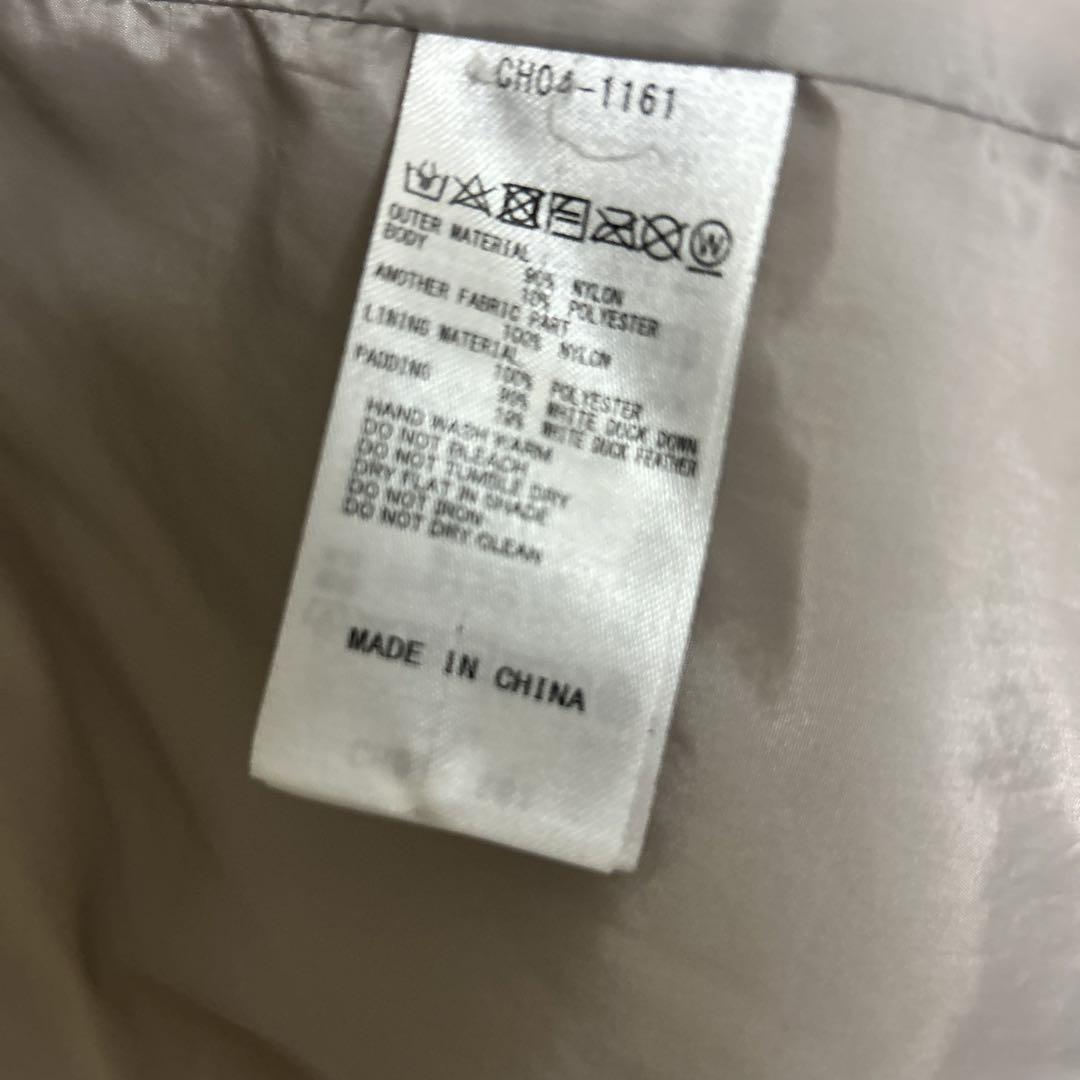 CH04-1161
W
OUTER MATERIAL
BODY
90% NYLON
10% POLYESTER
ANOTHER FABRIC PART
100% NYLON
LINING MATERIAL
100% POLYESTER
PADDING
90% WHITE DUCK DOWN
10% WHITE DUCK FEATHER
HAND WASH WARM
DO NOT BLEACH
DO NOT TUMBLE DRY
DRY FLAT IN SHADE
DO NOT IRON
DO NOT DRY CLEAN
MADE IN CHINA